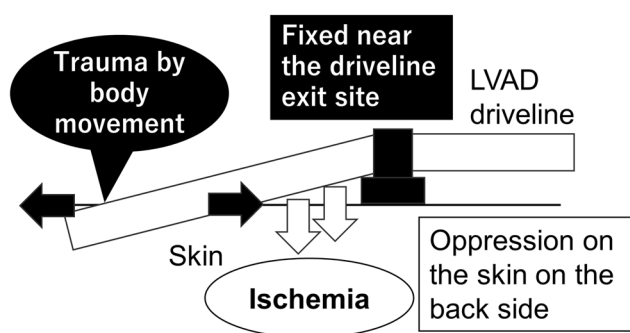 Trauma by
body
movement
Fixed near
the driveline
exit site
LVAD
driveline
Skin
Ischemia
Oppression on
the skin on the
back side